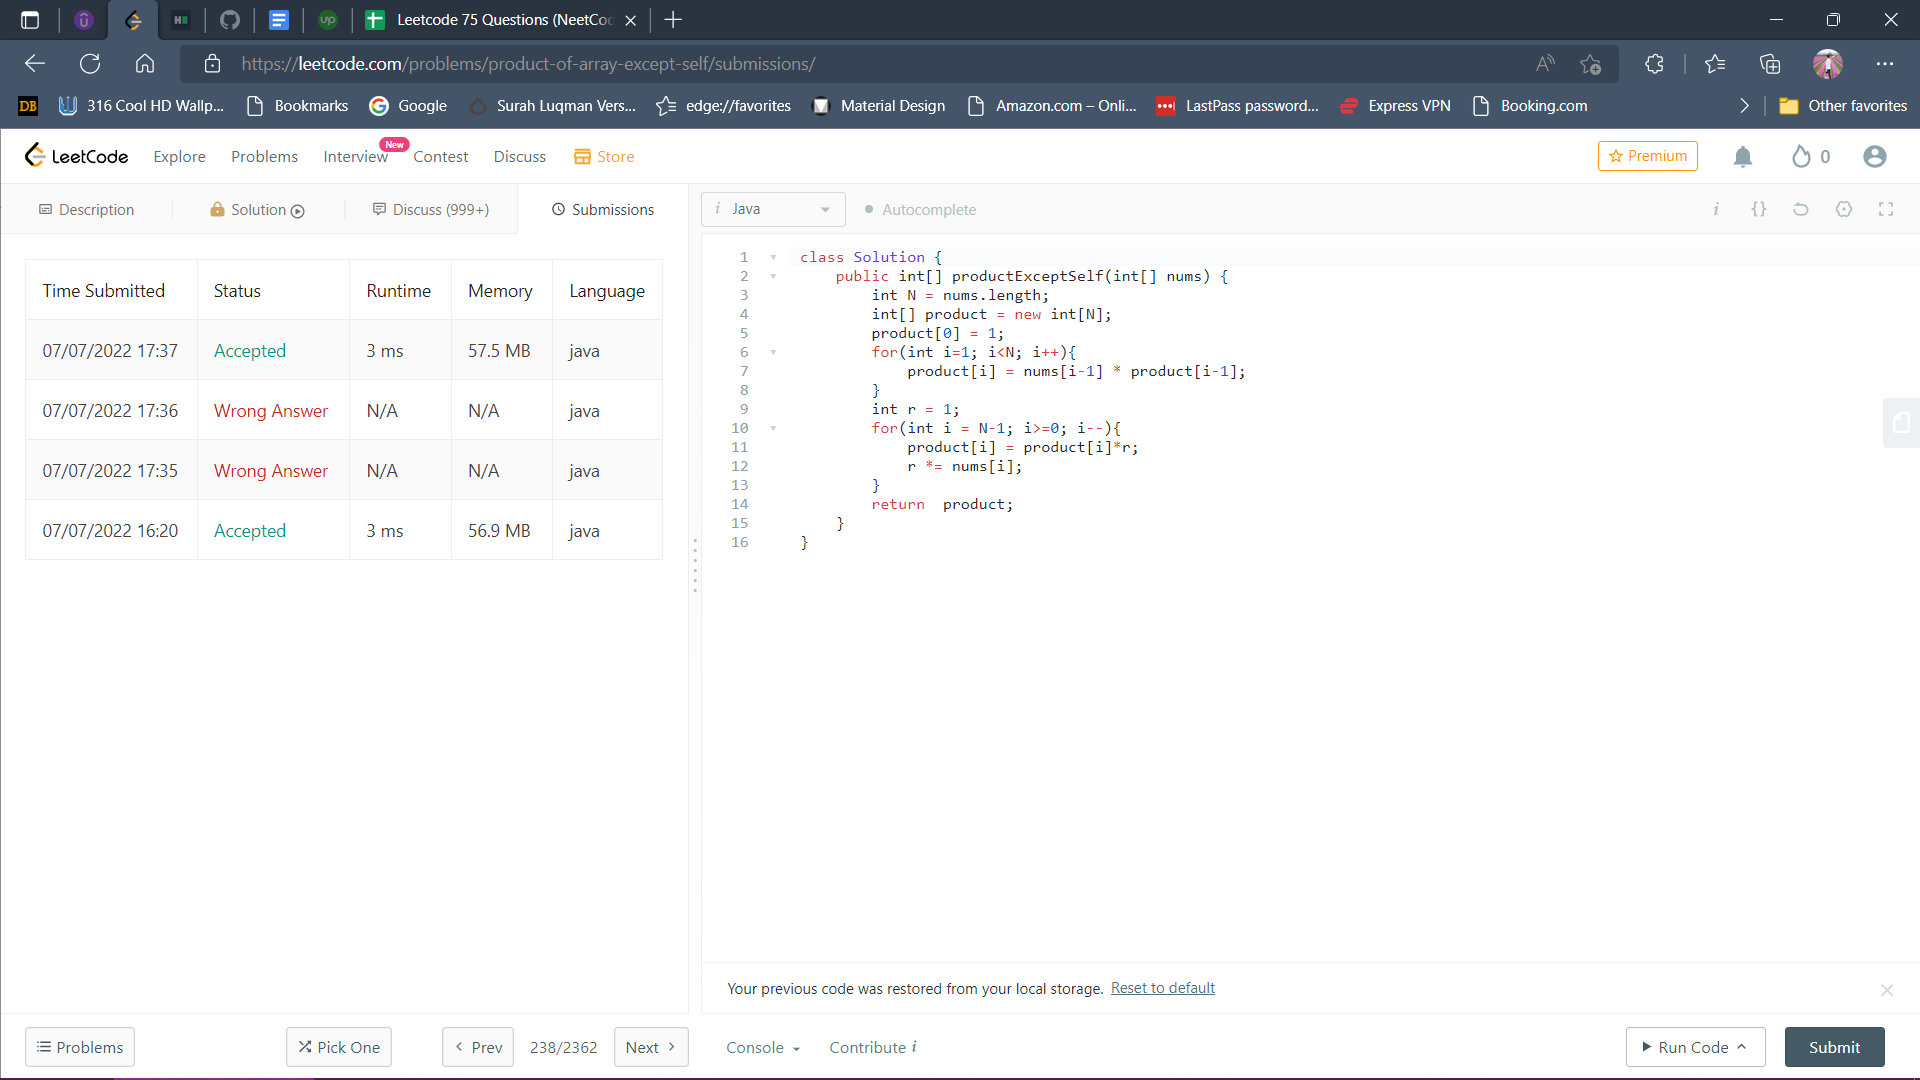 Leetcode 75 Questions (NeetCo
https://leetcode.com/problems/product-of-array-except-self/submissions/
DB 316 Cool HD Wallp... Bookmarks Google Surah Luqman Vers... edge://favorites Material Design Amazon.com – Onli... LastPass password... Express VPN Booking.com Other favorites
LeetCode Explore Problems Interview New Contest Discuss Store Premium 0
Description Solution Discuss (999+) Submissions
i Java Autocomplete i {}
Time Submitted Status Runtime Memory Language
07/07/2022 17:37 Accepted 3 ms 57.5 MB java
07/07/2022 17:36 Wrong Answer N/A N/A java
07/07/2022 17:35 Wrong Answer N/A N/A java
07/07/2022 16:20 Accepted 3 ms 56.9 MB java
1 class Solution {
2 public int[] productExceptSelf(int[] nums) {
3 int N = nums.length;
4 int[] product = new int[N];
5 product[0] = 1;
6 for(int i=1; i<N; i++){
7 product[i] = nums[i-1] * product[i-1];
8 }
9 int r = 1;
10 for(int i = N-1; i>=0; i--){
11 product[i] = product[i]*r;
12 r *= nums[i];
13 }
14 return  product;
15 }
16 }
Your previous code was restored from your local storage. Reset to default
Problems Pick One Prev 238/2362 Next Console Contribute i Run Code Submit